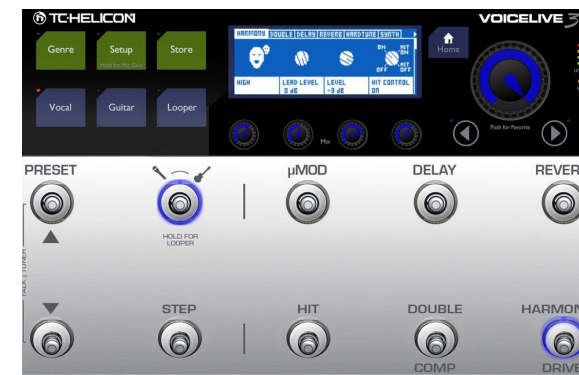 TC·HELICON
VOICELIVE 3
Genre
Setup
Hold for Mic Gain
Store
Vocal
Guitar
Looper
HARMONY DOUBLE DELAY REVERB HARDTUNE SYNTH
ON HIT ON
OFF HIT OFF
HIGH
LEAD LEVEL
0 dB
LEVEL
-3 dB
HIT CONTROL
ON
Home
Mix
Push for Favorite
PRESET
µMOD
DELAY
REVER
HOLD FOR
LOOPER
TALK | TUNER
STEP
HIT
DOUBLE
HARMON
COMP
DRIVE